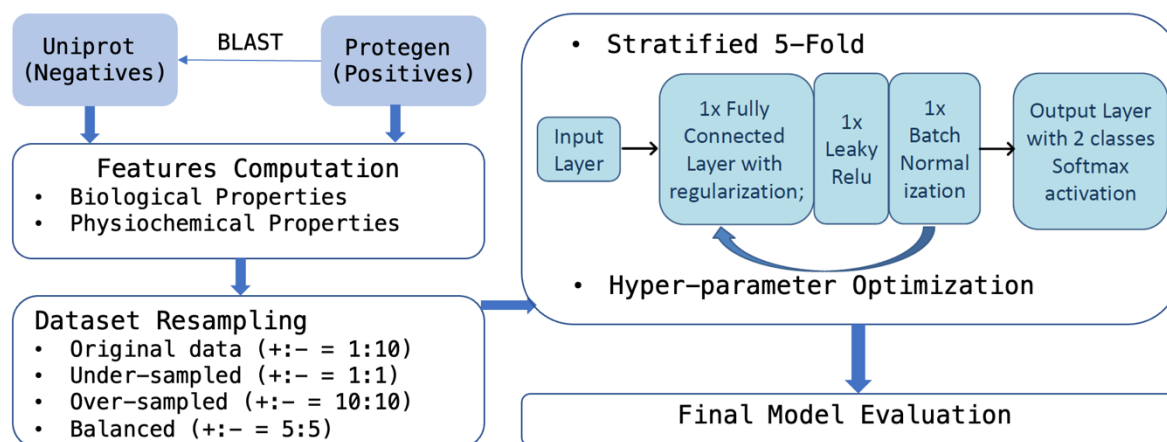 Uniprot
(Negatives)
BLAST
Protegen
(Positives)
Features Computation
• Biological Properties
• Physiochemical Properties
Dataset Resampling
• Original data (+:- = 1:10)
• Under-sampled (+:- = 1:1)
• Over-sampled (+:- = 10:10)
• Balanced (+:- = 5:5)
• Stratified 5-Fold
Input
Layer
1x Fully
Connected
Layer with
regularization;
1x
Leaky
Relu
1x
Batch
Normal
ization
Output Layer
with 2 classes
Softmax
activation
• Hyper-parameter Optimization
Final Model Evaluation